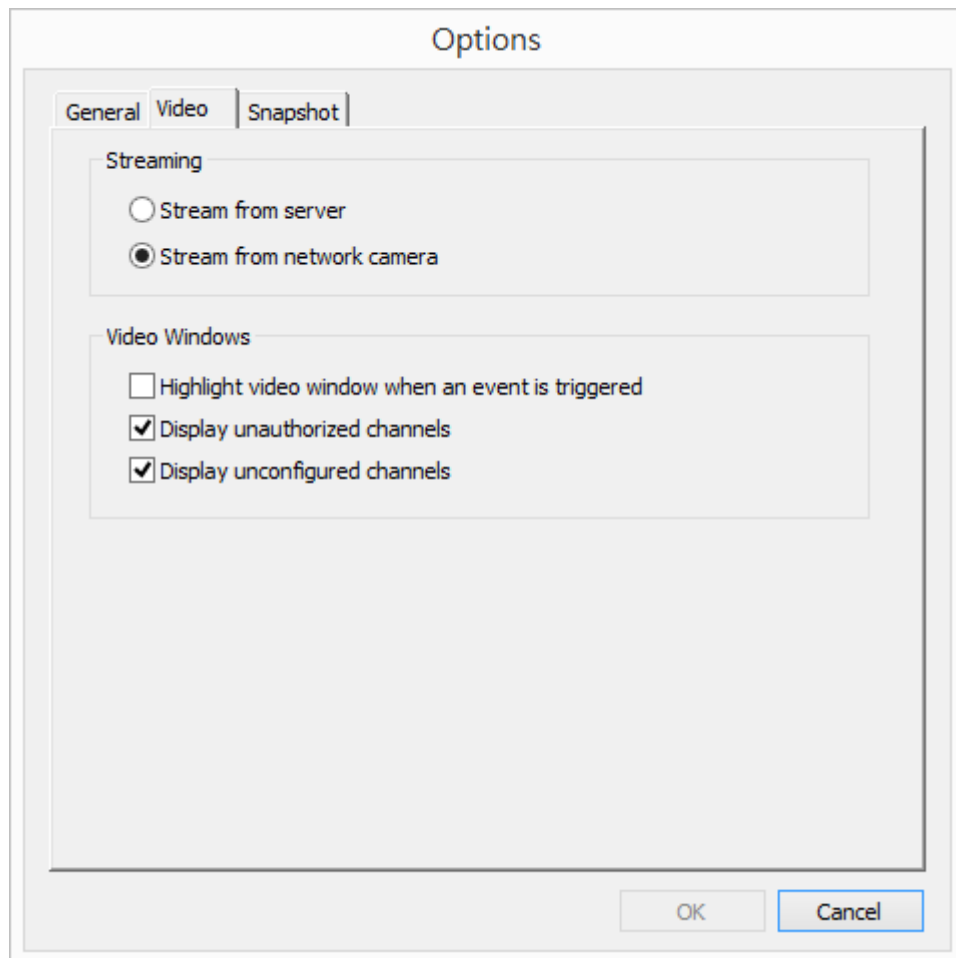 Options
General Video Snapshot
Streaming
Stream from server
Stream from network camera
Video Windows
Highlight video window when an event is triggered
Display unauthorized channels
Display unconfigured channels
OK Cancel